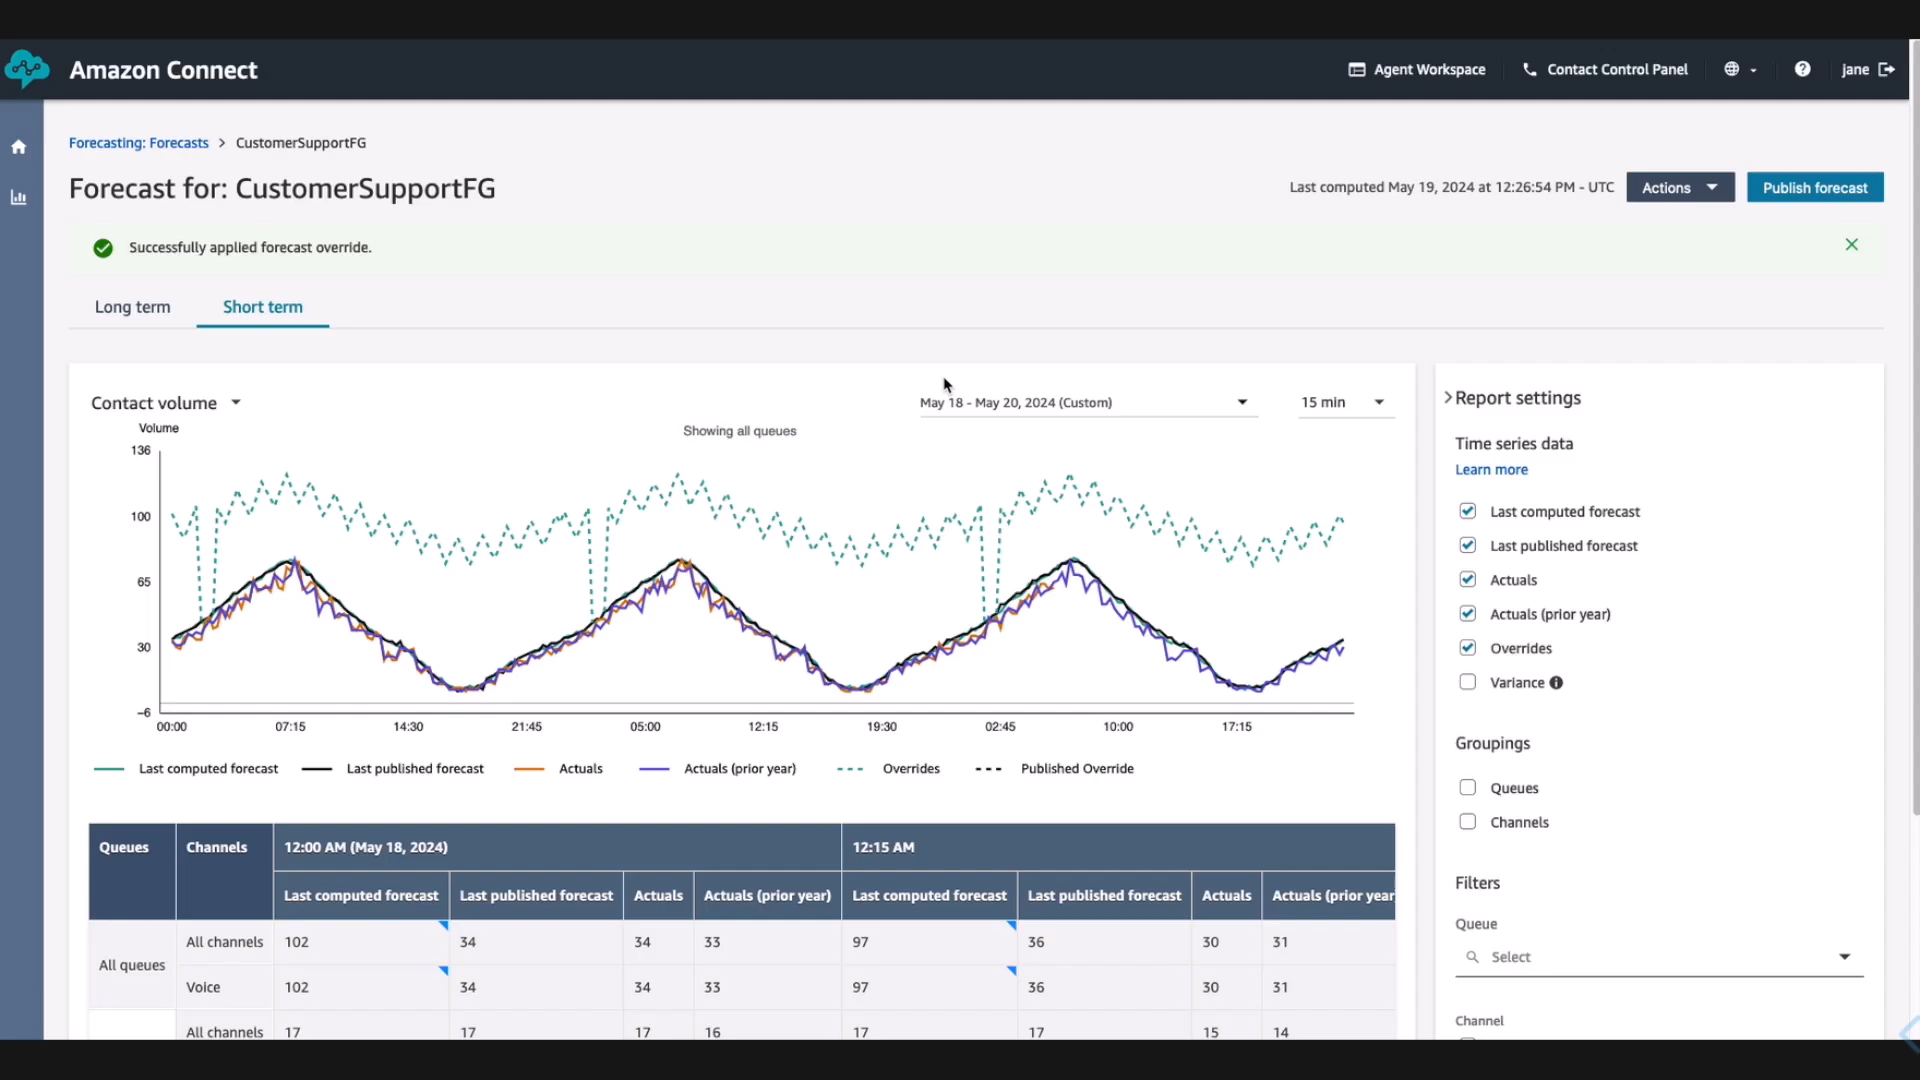 Amazon Connect
Agent Workspace
Contact Control Panel
jane
Forecasting: Forecasts > CustomerSupportFG
Forecast for: CustomerSupportFG
Last computed May 19, 2024 at 12:26:54 PM - UTC
Actions
Publish forecast
Successfully applied forecast override.
Long term
Short term
Contact volume
May 18 - May 20, 2024 (Custom)
15 min
Volume
Showing all queues
136
100
65
30
–6
00:00
07:15
14:30
21:45
05:00
12:15
19:30
02:45
10:00
17:15
Last computed forecast
Last published forecast
Actuals
Actuals (prior year)
Overrides
Published Override
Queues
Channels
12:00 AM (May 18, 2024)
12:15 AM
Last computed forecast
Last published forecast
Actuals
Actuals (prior year)
Last computed forecast
Last published forecast
Actuals
Actuals (prior year
All queues
All channels 102 34 34 33 97 36 30 31
Voice 102 34 34 33 97 36 30 31
All channels 17 17 17 16 17 17 15 14
Report settings
Time series data
Learn more
Last computed forecast
Last published forecast
Actuals
Actuals (prior year)
Overrides
Variance
Groupings
Queues
Channels
Filters
Queue
Select
Channel